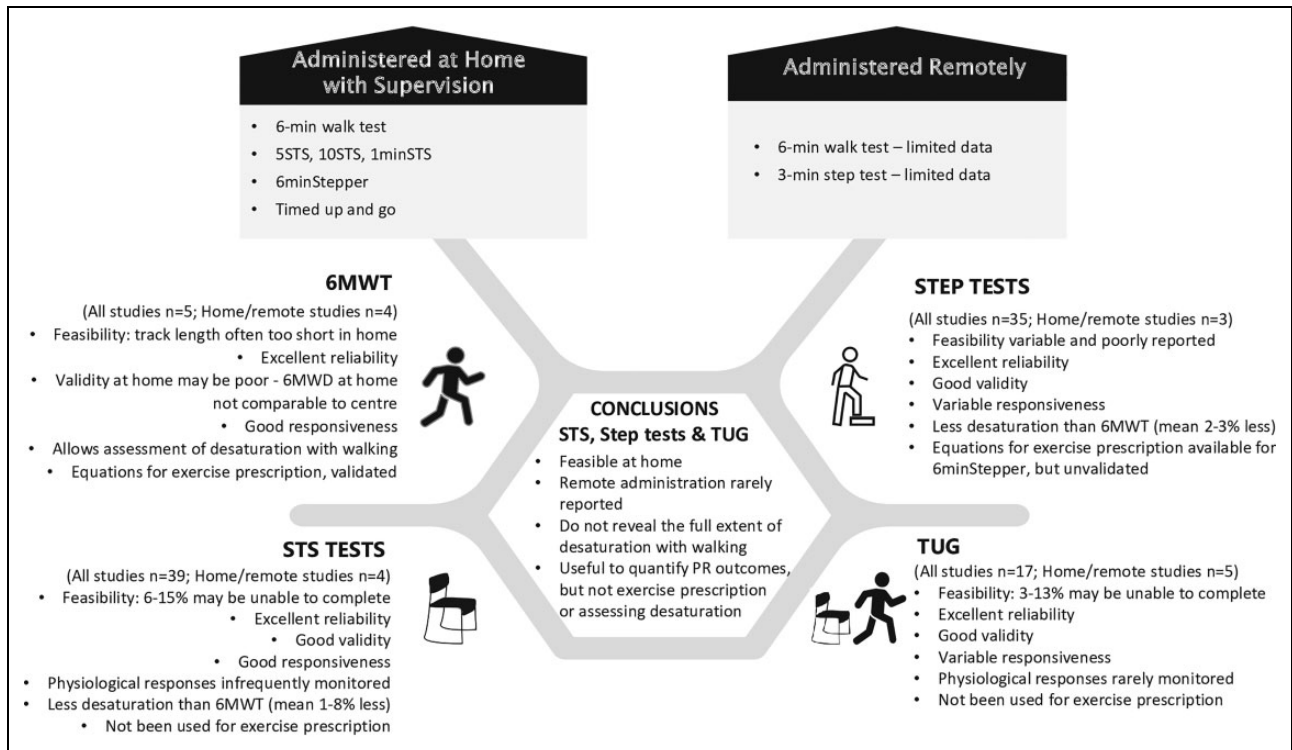 Administered at Home
with Supervision
• 6-min walk test
• 5STS, 10STS, 1minSTS
• 6minStepper
• Timed up and go
Administered Remotely
• 6-min walk test – limited data
• 3-min step test – limited data
6MWT
(All studies n=5; Home/remote studies n=4)
• Feasibility: track length often too short in home
• Excellent reliability
• Validity at home may be poor - 6MWD at home
not comparable to centre
• Good responsiveness
• Allows assessment of desaturation with walking
• Equations for exercise prescription, validated
STEP TESTS
(All studies n=35; Home/remote studies n=3)
• Feasibility variable and poorly reported
• Excellent reliability
• Good validity
• Variable responsiveness
• Less desaturation than 6MWT (mean 2-3% less)
• Equations for exercise prescription available for
6minStepper, but unvalidated
CONCLUSIONS
STS, Step tests & TUG
• Feasible at home
• Remote administration rarely
reported
• Do not reveal the full extent of
desaturation with walking
• Useful to quantify PR outcomes,
but not exercise prescription
or assessing desaturation
STS TESTS
(All studies n=39; Home/remote studies n=4)
• Feasibility: 6-15% may be unable to complete
• Excellent reliability
• Good validity
• Good responsiveness
• Physiological responses infrequently monitored
• Less desaturation than 6MWT (mean 1-8% less)
• Not been used for exercise prescription
TUG
(All studies n=17; Home/remote studies n=5)
• Feasibility: 3-13% may be unable to complete
• Excellent reliability
• Good validity
• Variable responsiveness
• Physiological responses rarely monitored
• Not been used for exercise prescription